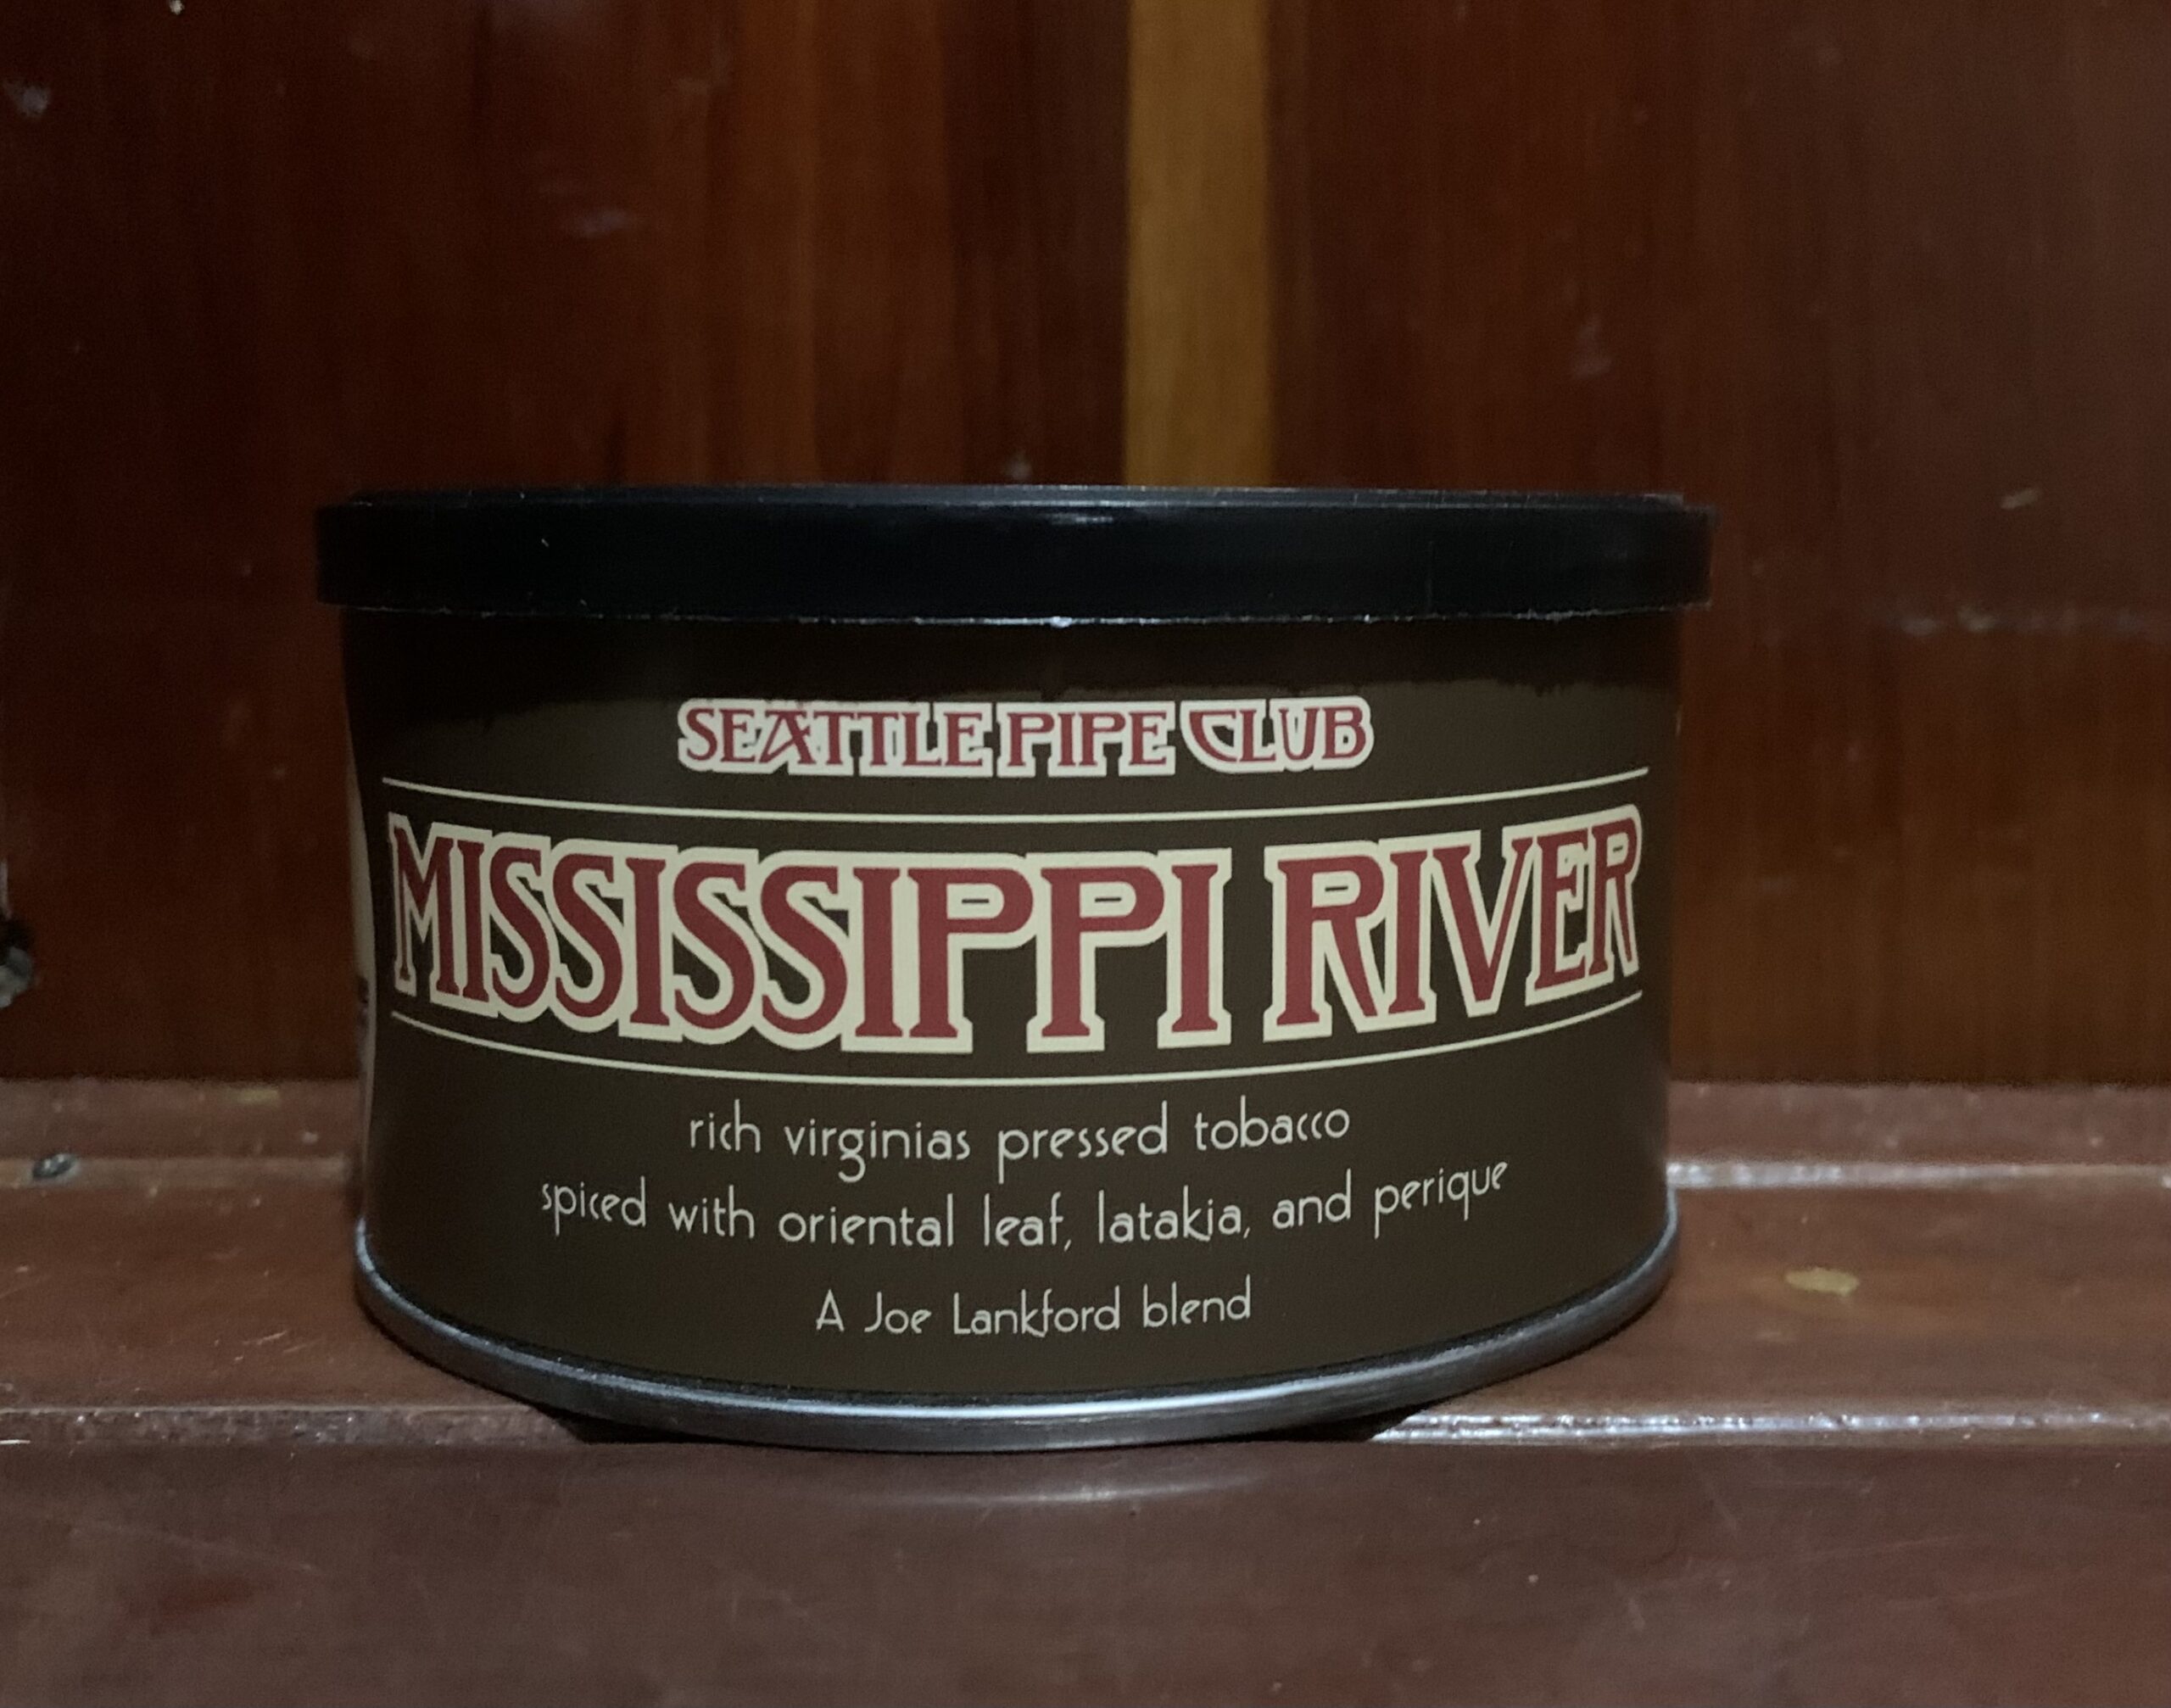 SEATTLE PIPE CLUB
MISSISSIPPI RIVER
rich virginias pressed tobacco
spiced with oriental leaf, latakia, and perique
A Joe Lankford blend